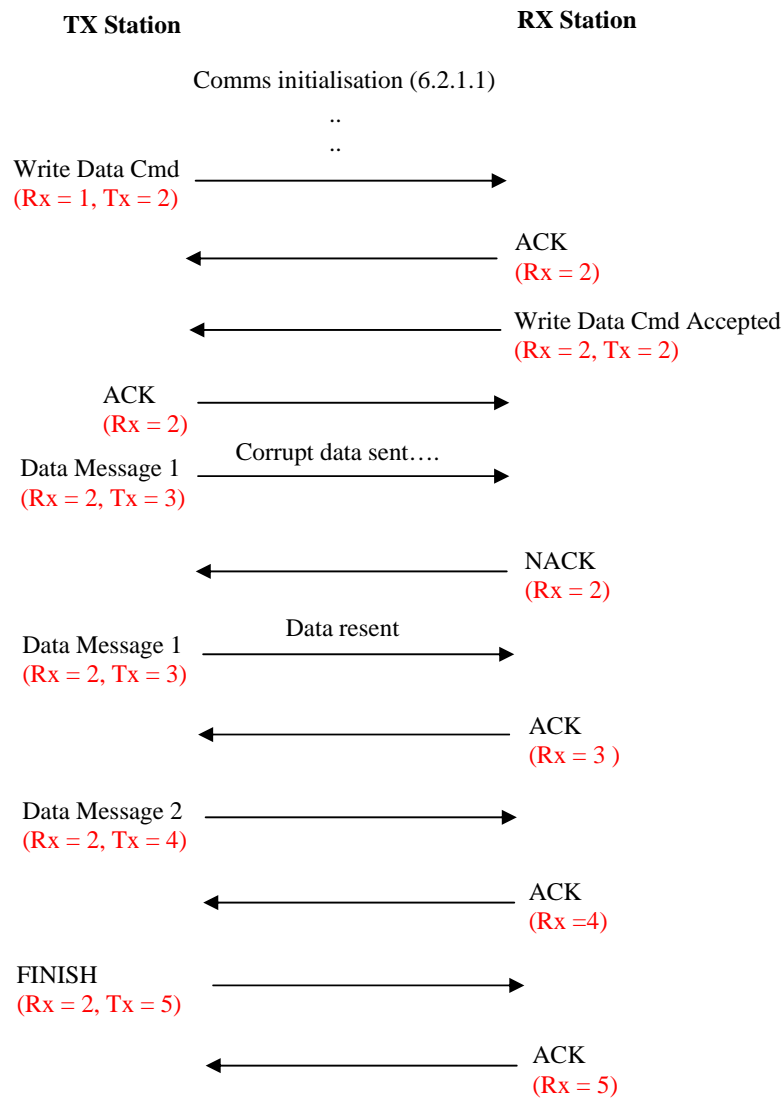 TX Station
RX Station
Comms initialisation (6.2.1.1)
..
..
Write Data Cmd
(Rx = 1, Tx = 2)
ACK
(Rx = 2)
Write Data Cmd Accepted
(Rx = 2, Tx = 2)
ACK
(Rx = 2)
Corrupt data sent….
Data Message 1
(Rx = 2, Tx = 3)
NACK
(Rx = 2)
Data resent
Data Message 1
(Rx = 2, Tx = 3)
ACK
(Rx = 3 )
Data Message 2
(Rx = 2, Tx = 4)
ACK
(Rx =4)
FINISH
(Rx = 2, Tx = 5)
ACK
(Rx = 5)